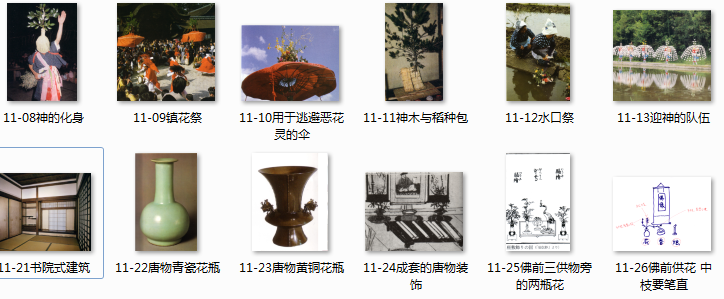 11-08神的化身
11-09镇花祭
11-10用于逃避恶花
灵的伞
11-11神木与稻种包
11-12水口祭
11-13迎神的队伍
11-21书院式建筑
11-22唐物青瓷花瓶
11-23唐物黄铜花瓶
11-24成套的唐物装
饰
11-25佛前三供物旁
的两瓶花
11-26佛前供花 中
枝要笔直